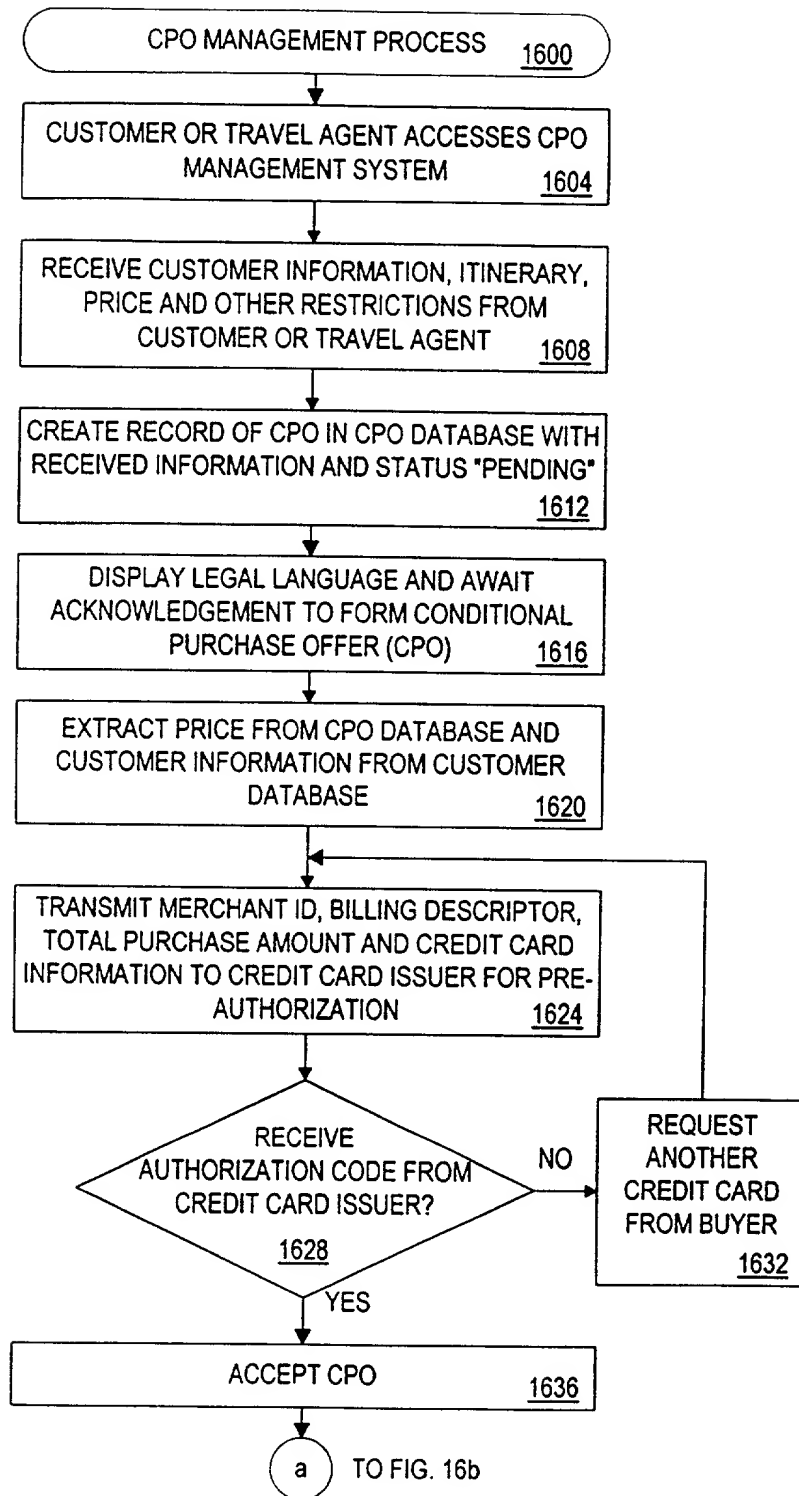 CPO MANAGEMENT PROCESS 1600
CUSTOMER OR TRAVEL AGENT ACCESSES CPO
MANAGEMENT SYSTEM
1604
RECEIVE CUSTOMER INFORMATION, ITINERARY,
PRICE AND OTHER RESTRICTIONS FROM
CUSTOMER OR TRAVEL AGENT
1608
CREATE RECORD OF CPO IN CPO DATABASE WITH
RECEIVED INFORMATION AND STATUS "PENDING"
1612
DISPLAY LEGAL LANGUAGE AND AWAIT
ACKNOWLEDGEMENT TO FORM CONDITIONAL
PURCHASE OFFER (CPO)
1616
EXTRACT PRICE FROM CPO DATABASE AND
CUSTOMER INFORMATION FROM CUSTOMER
DATABASE
1620
TRANSMIT MERCHANT ID, BILLING DESCRIPTOR,
TOTAL PURCHASE AMOUNT AND CREDIT CARD
INFORMATION TO CREDIT CARD ISSUER FOR PRE-
AUTHORIZATION
1624
RECEIVE
AUTHORIZATION CODE FROM
CREDIT CARD ISSUER?
1628
NO
REQUEST
ANOTHER
CREDIT CARD
FROM BUYER
1632
YES
ACCEPT CPO
1636
a TO FIG. 16b